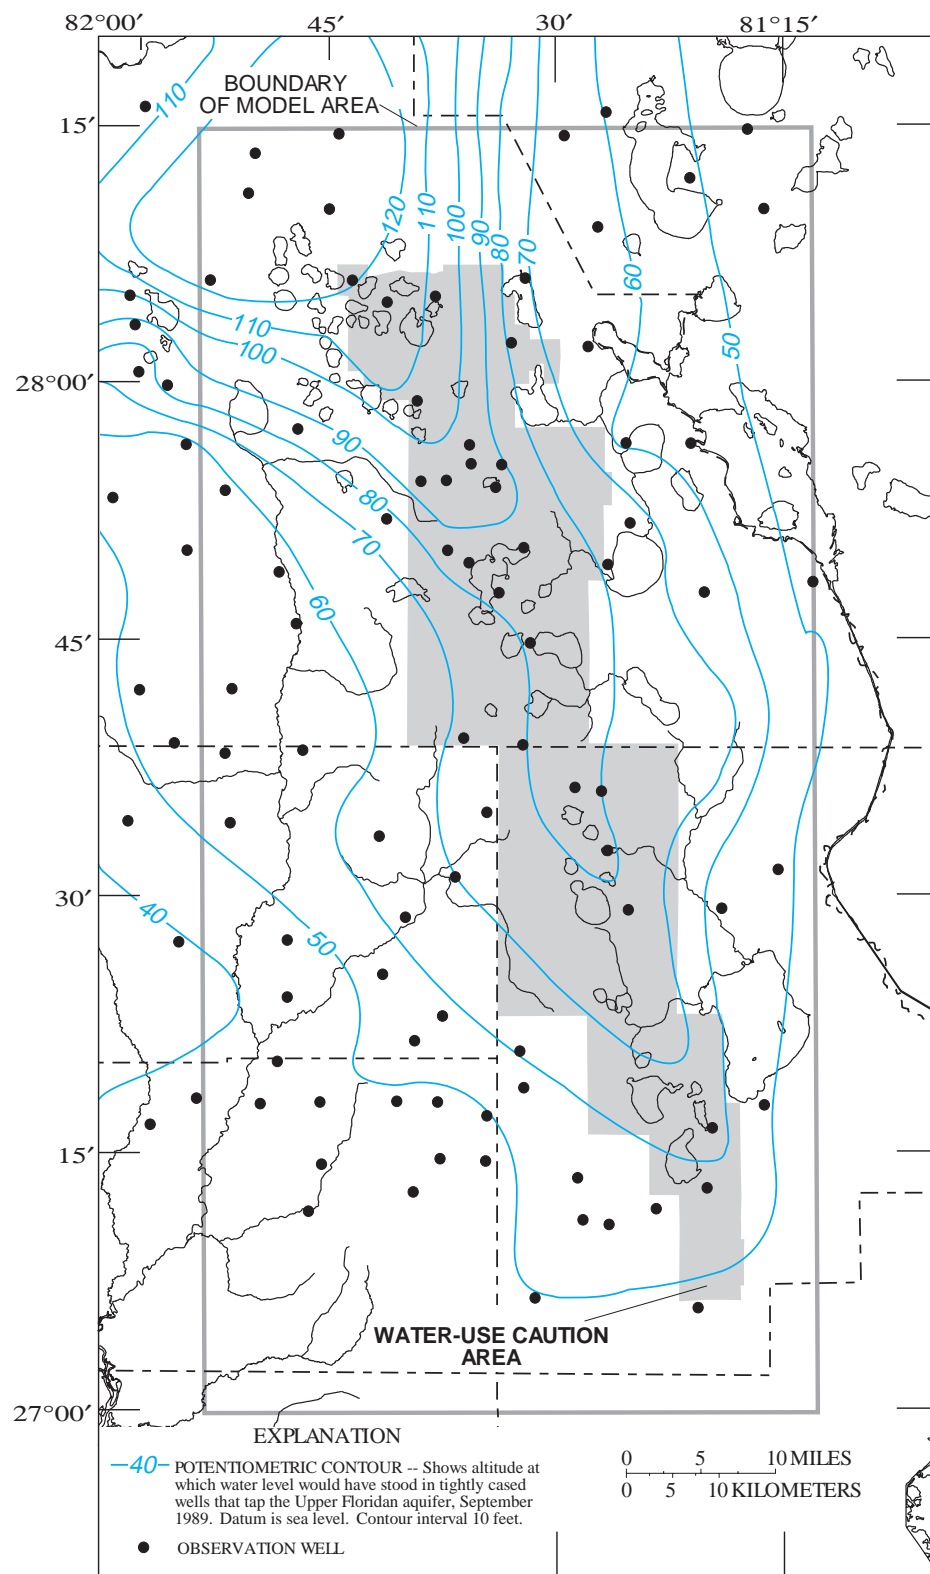 82°00′ 45′ 30′ 81°15′
110
BOUNDARY
OF MODEL AREA
15′
120
110
100
90
80
70
60
50
110
100
28°00′
90
80
70
60
45′
30′
40
50
15′
WATER-USE CAUTION
AREA
27°00′
EXPLANATION
40 POTENTIOMETRIC CONTOUR -- Shows altitude at
which water level would have stood in tightly cased
wells that tap the Upper Floridan aquifer, September
1989. Datum is sea level. Contour interval 10 feet.
OBSERVATION WELL
0 5 10 MILES
0 5 10 KILOMETERS